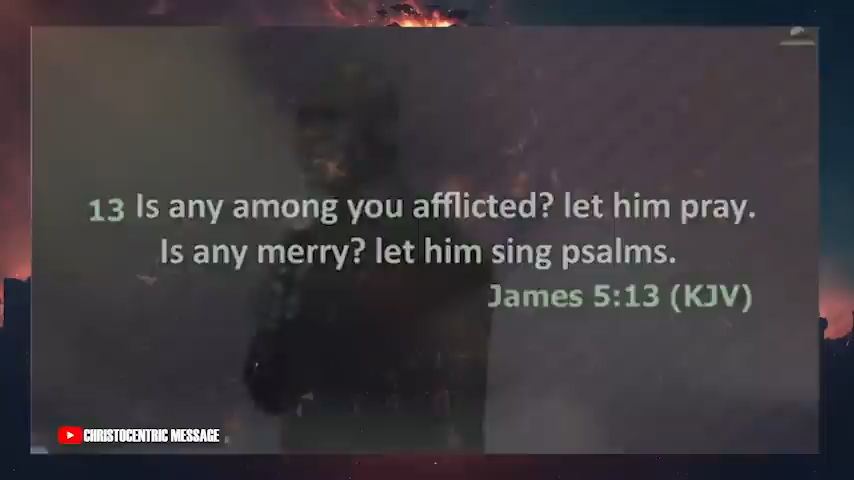 13 Is any among you afflicted? let him pray.
Is any merry? let him sing psalms.
James 5:13 (KJV)
CHRISTOCENTRIC MESSAGE